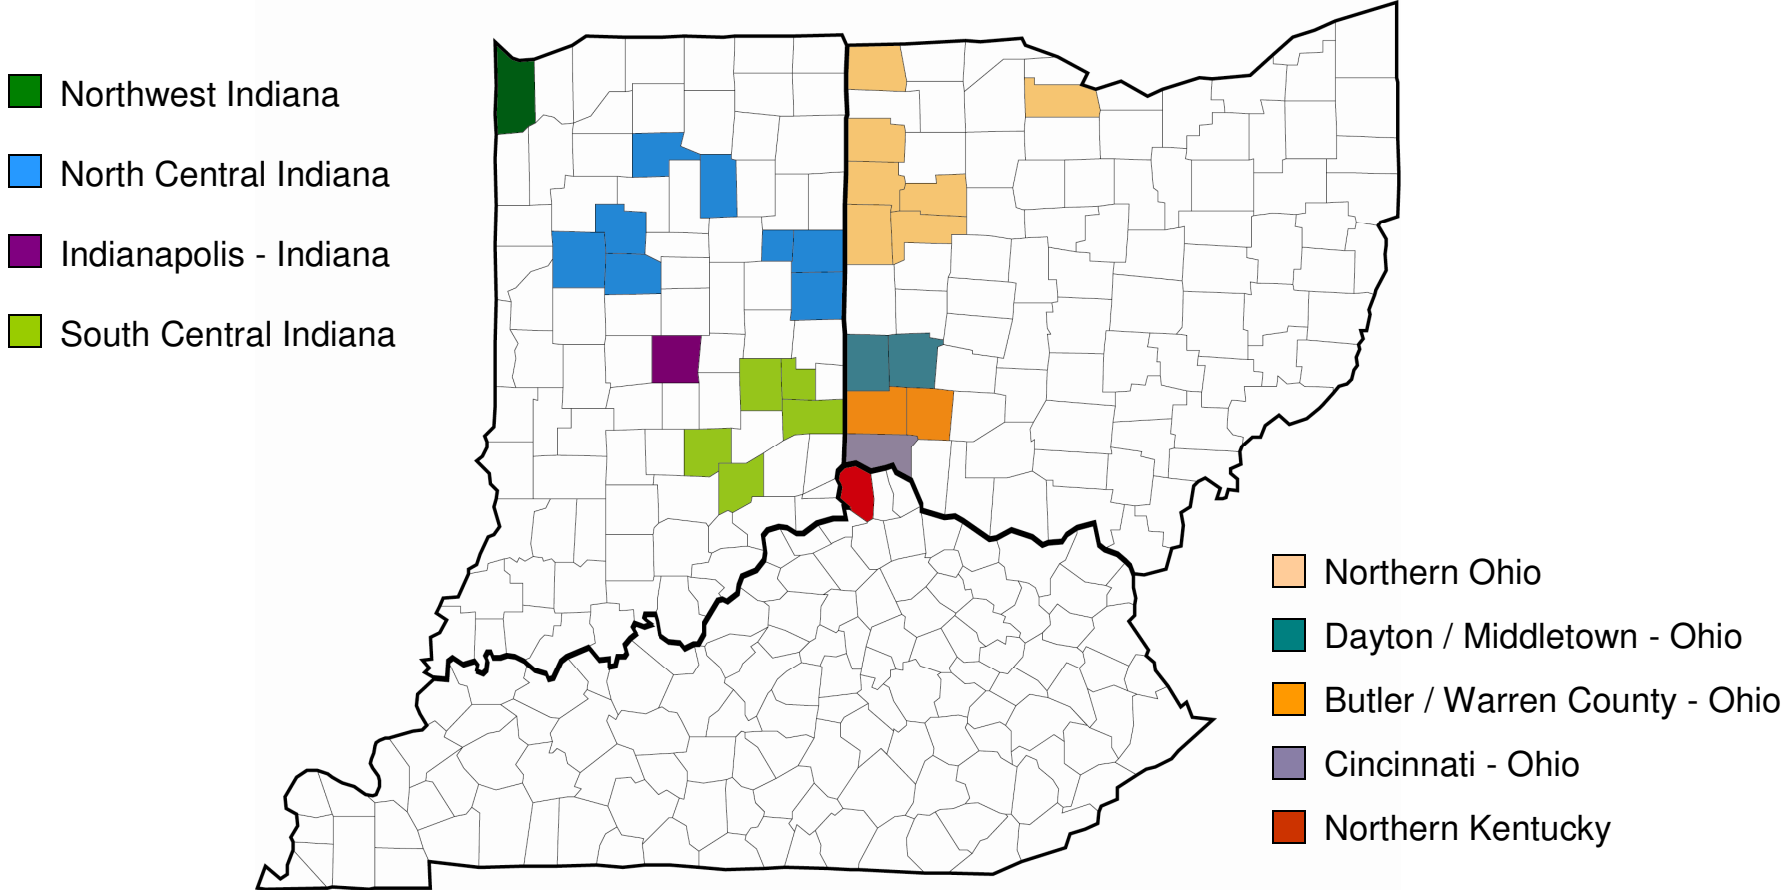 Northwest Indiana
North Central Indiana
Indianapolis - Indiana
South Central Indiana
Northern Ohio
Dayton / Middletown - Ohio
Butler / Warren County - Ohio
Cincinnati - Ohio
Northern Kentucky